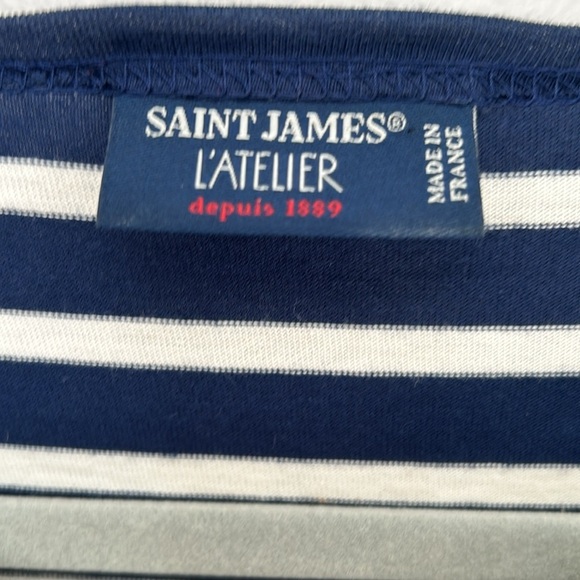 SAINT JAMES®
L'ATELIER
depuis 1889
MADE IN
FRANCE